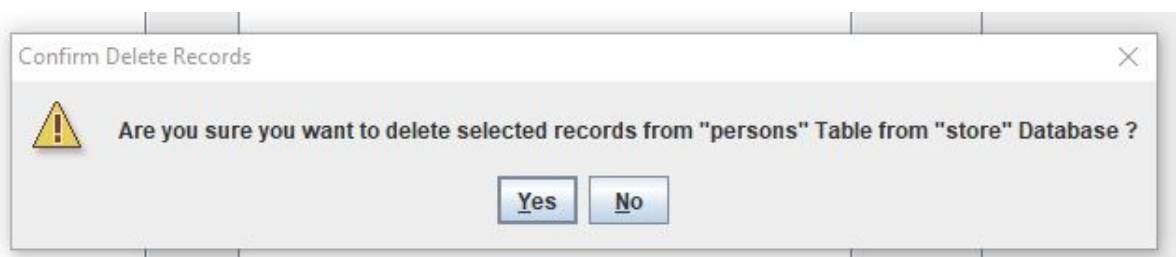 Confirm Delete Records
Are you sure you want to delete selected records from "persons" Table from "store" Database ?
Yes No